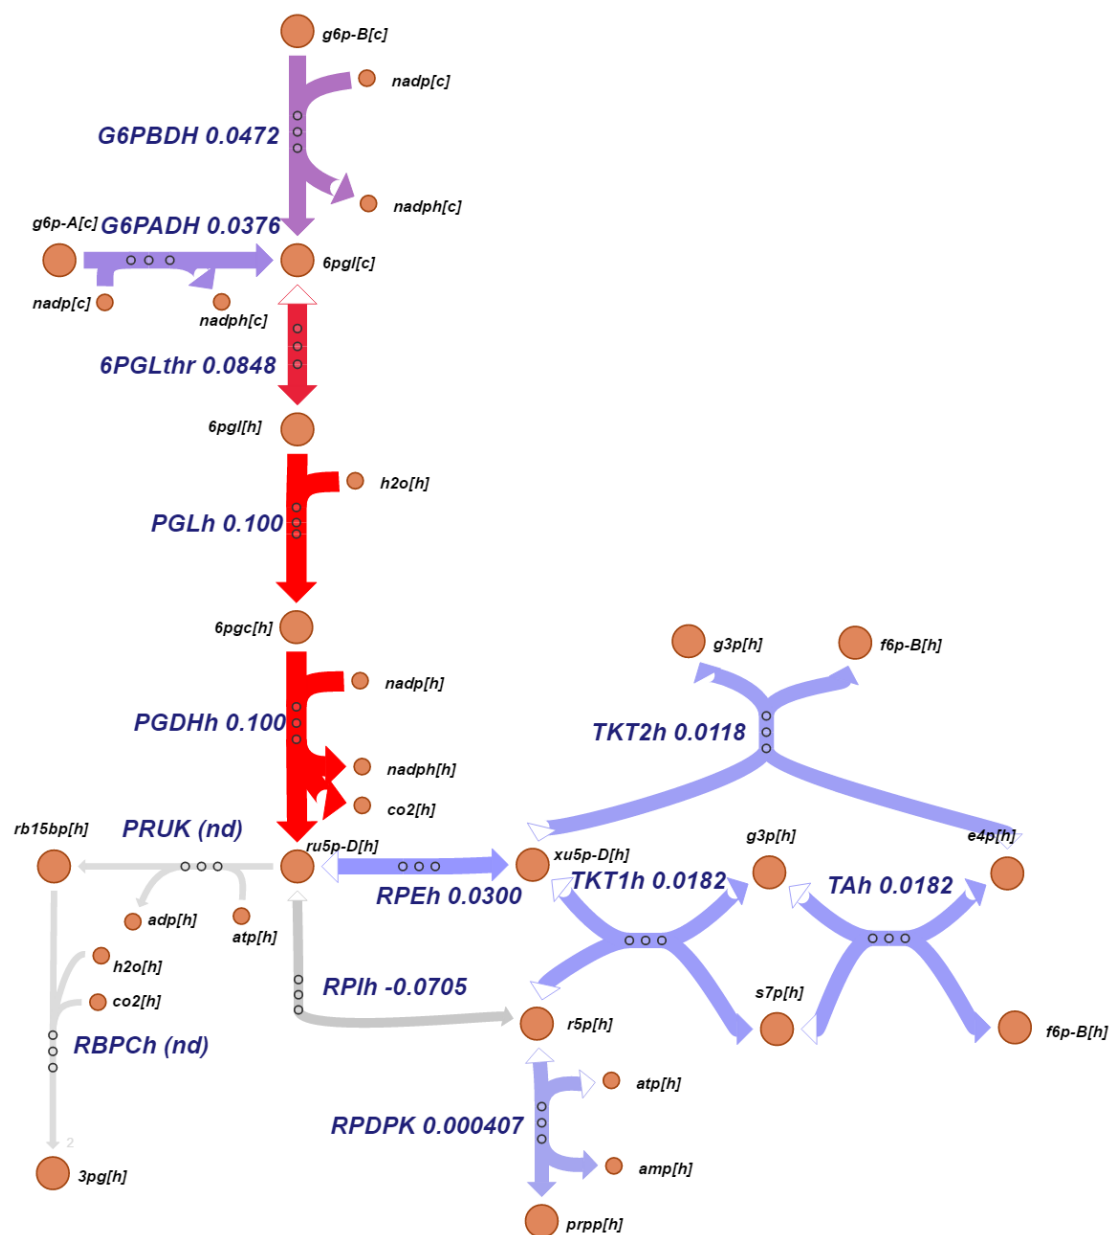 g6p-B[c]
nadp[c]
G6PBDH 0.0472
nadph[c]
g6p-A[c]
G6PADH 0.0376
6pgl[c]
nadp[c]
nadph[c]
6PGLthr 0.0848
6pgl[h]
h2o[h]
PGLh 0.100
6pgc[h]
g3p[h]
f6p-B[h]
nadp[h]
PGDHh 0.100
TKT2h 0.0118
nadph[h]
co2[h]
rb15bp[h]
PRUK (nd)
ru5p-D[h]
g3p[h]
e4p[h]
xu5p-D[h]
RPEh 0.0300
TKT1h 0.0182
TAh 0.0182
adp[h]
atp[h]
h2o[h]
RPIh -0.0705
s7p[h]
co2[h]
r5p[h]
f6p-B[h]
RBPCh (nd)
atp[h]
RPDPK 0.000407
2
3pg[h]
amp[h]
prpp[h]